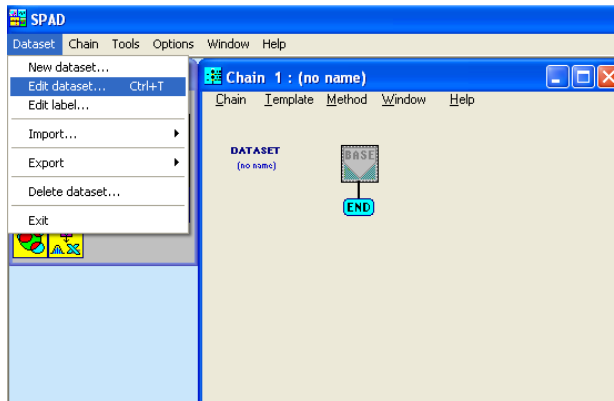 SPAD
Dataset Chain Tools Options Window Help
New dataset...
Edit dataset... Ctrl+T
Edit label...
Import...
Export
Delete dataset...
Exit
Chain 1 : (no name)
Chain Template Method Window Help
DATASET
(no name)
BASE
END